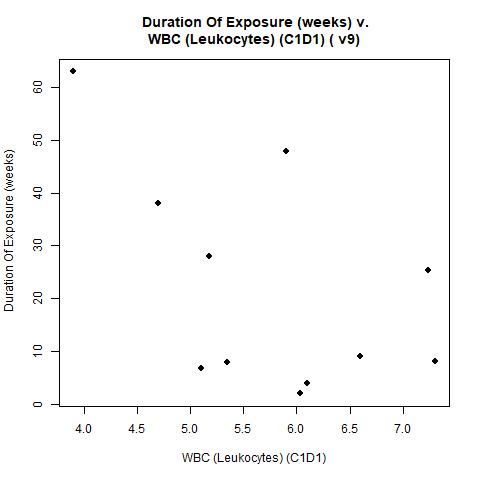 Duration Of Exposure (weeks) v.
WBC (Leukocytes) (C1D1) ( v9)
Duration Of Exposure (weeks)
60
50
40
30
20
10
0
4.0 4.5 5.0 5.5 6.0 6.5 7.0
WBC (Leukocytes) (C1D1)